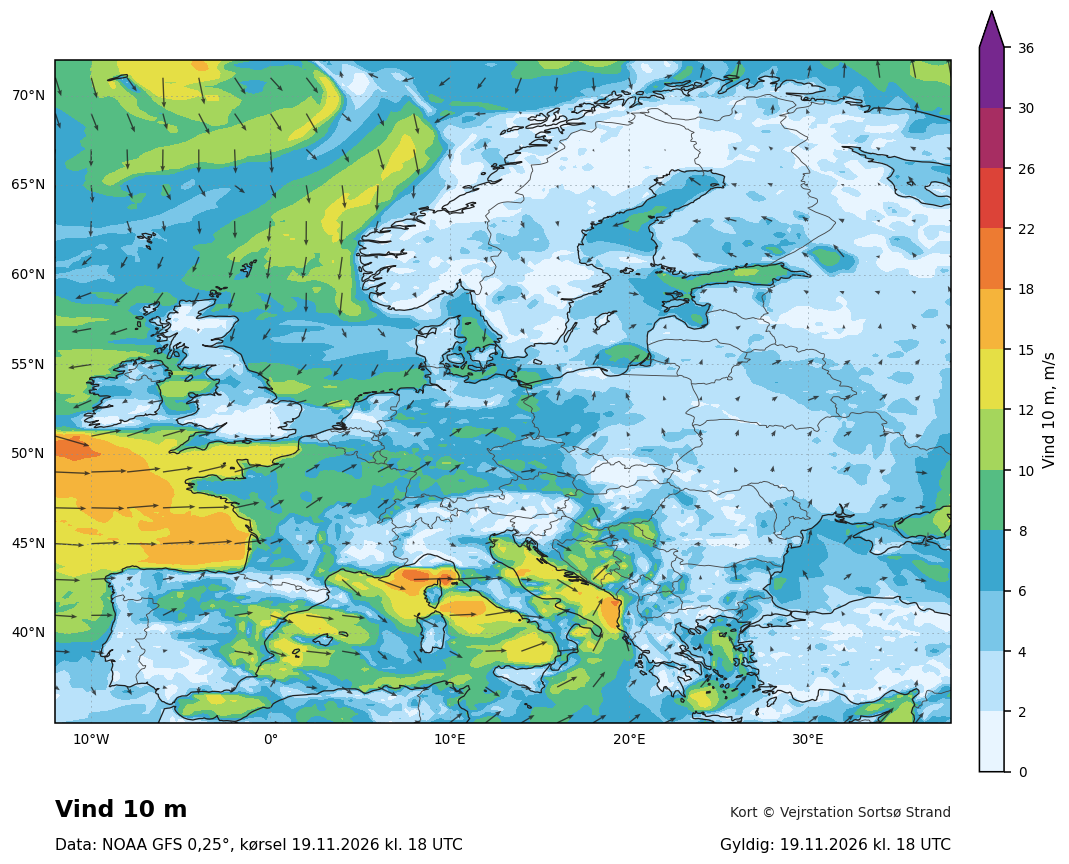 70°N
65°N
60°N
55°N
50°N
45°N
40°N
10°W
0°
10°E
20°E
30°E
36
30
26
22
18
15
12
10
8
6
4
2
0
Vind 10 m, m/s
Vind 10 m
Kort © Vejrstation Sortsø Strand
Data: NOAA GFS 0,25°, kørsel 19.11.2026 kl. 18 UTC
Gyldig: 19.11.2026 kl. 18 UTC